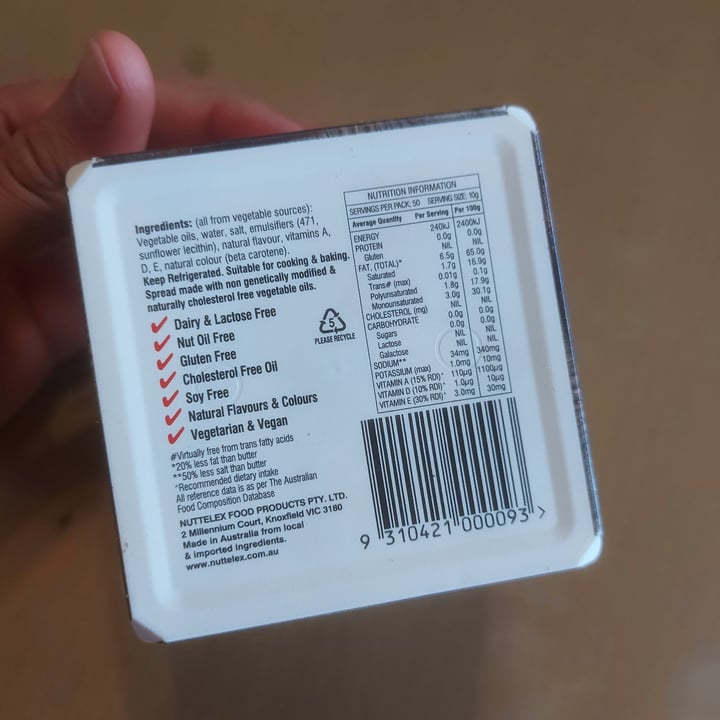 Ingredients: (all from vegetable sources):
Vegetable oils, water, salt, emulsifiers (471,
sunflower lecithin), natural flavour, vitamins A,
D, E, natural colour (beta carotene).
Keep Refrigerated. Suitable for cooking & baking.
Spread made with non genetically modified &
naturally cholesterol free vegetable oils.
Dairy & Lactose Free
Nut Oil Free
Gluten Free
Cholesterol Free Oil
Soy Free
Natural Flavours & Colours
Vegetarian & Vegan
#Virtually free from trans fatty acids
*20% less fat than butter
**50% less salt than butter
^Recommended dietary intake
All reference data is as per The Australian
Food Composition Database
NUTTELEX FOOD PRODUCTS PTY. LTD.
2 Millennium Court, Knoxfield VIC 3180
Made in Australia from local
& imported ingredients.
www.nuttelex.com.au
5
PLEASE RECYCLE
NUTRITION INFORMATION
SERVINGS PER PACK: 50 SERVING SIZE: 10g
Average Quantity Per Serving Per 100g
ENERGY 240kJ 2400kJ
PROTEIN 0.0g 0.0g
Gluten NIL NIL
FAT, (TOTAL)* 6.5g 65.0g
Saturated 1.7g 16.9g
Trans# (max) 0.01g 0.1g
Polyunsaturated 1.8g 17.9g
Monounsaturated 3.0g 30.1g
CHOLESTEROL (mg) NIL NIL
CARBOHYDRATE 0.0g 0.0g
Sugars 0.0g 0.0g
Lactose NIL NIL
Galactose NIL NIL
SODIUM** 34mg 340mg
POTASSIUM (max) 1.0mg 10mg
VITAMIN A (15% RDI)^ 110µg 1100µg
VITAMIN D (10% RDI)^ 1.0µg 10µg
VITAMIN E (30% RDI)^ 3.0mg 30mg
9 310421 000093 >